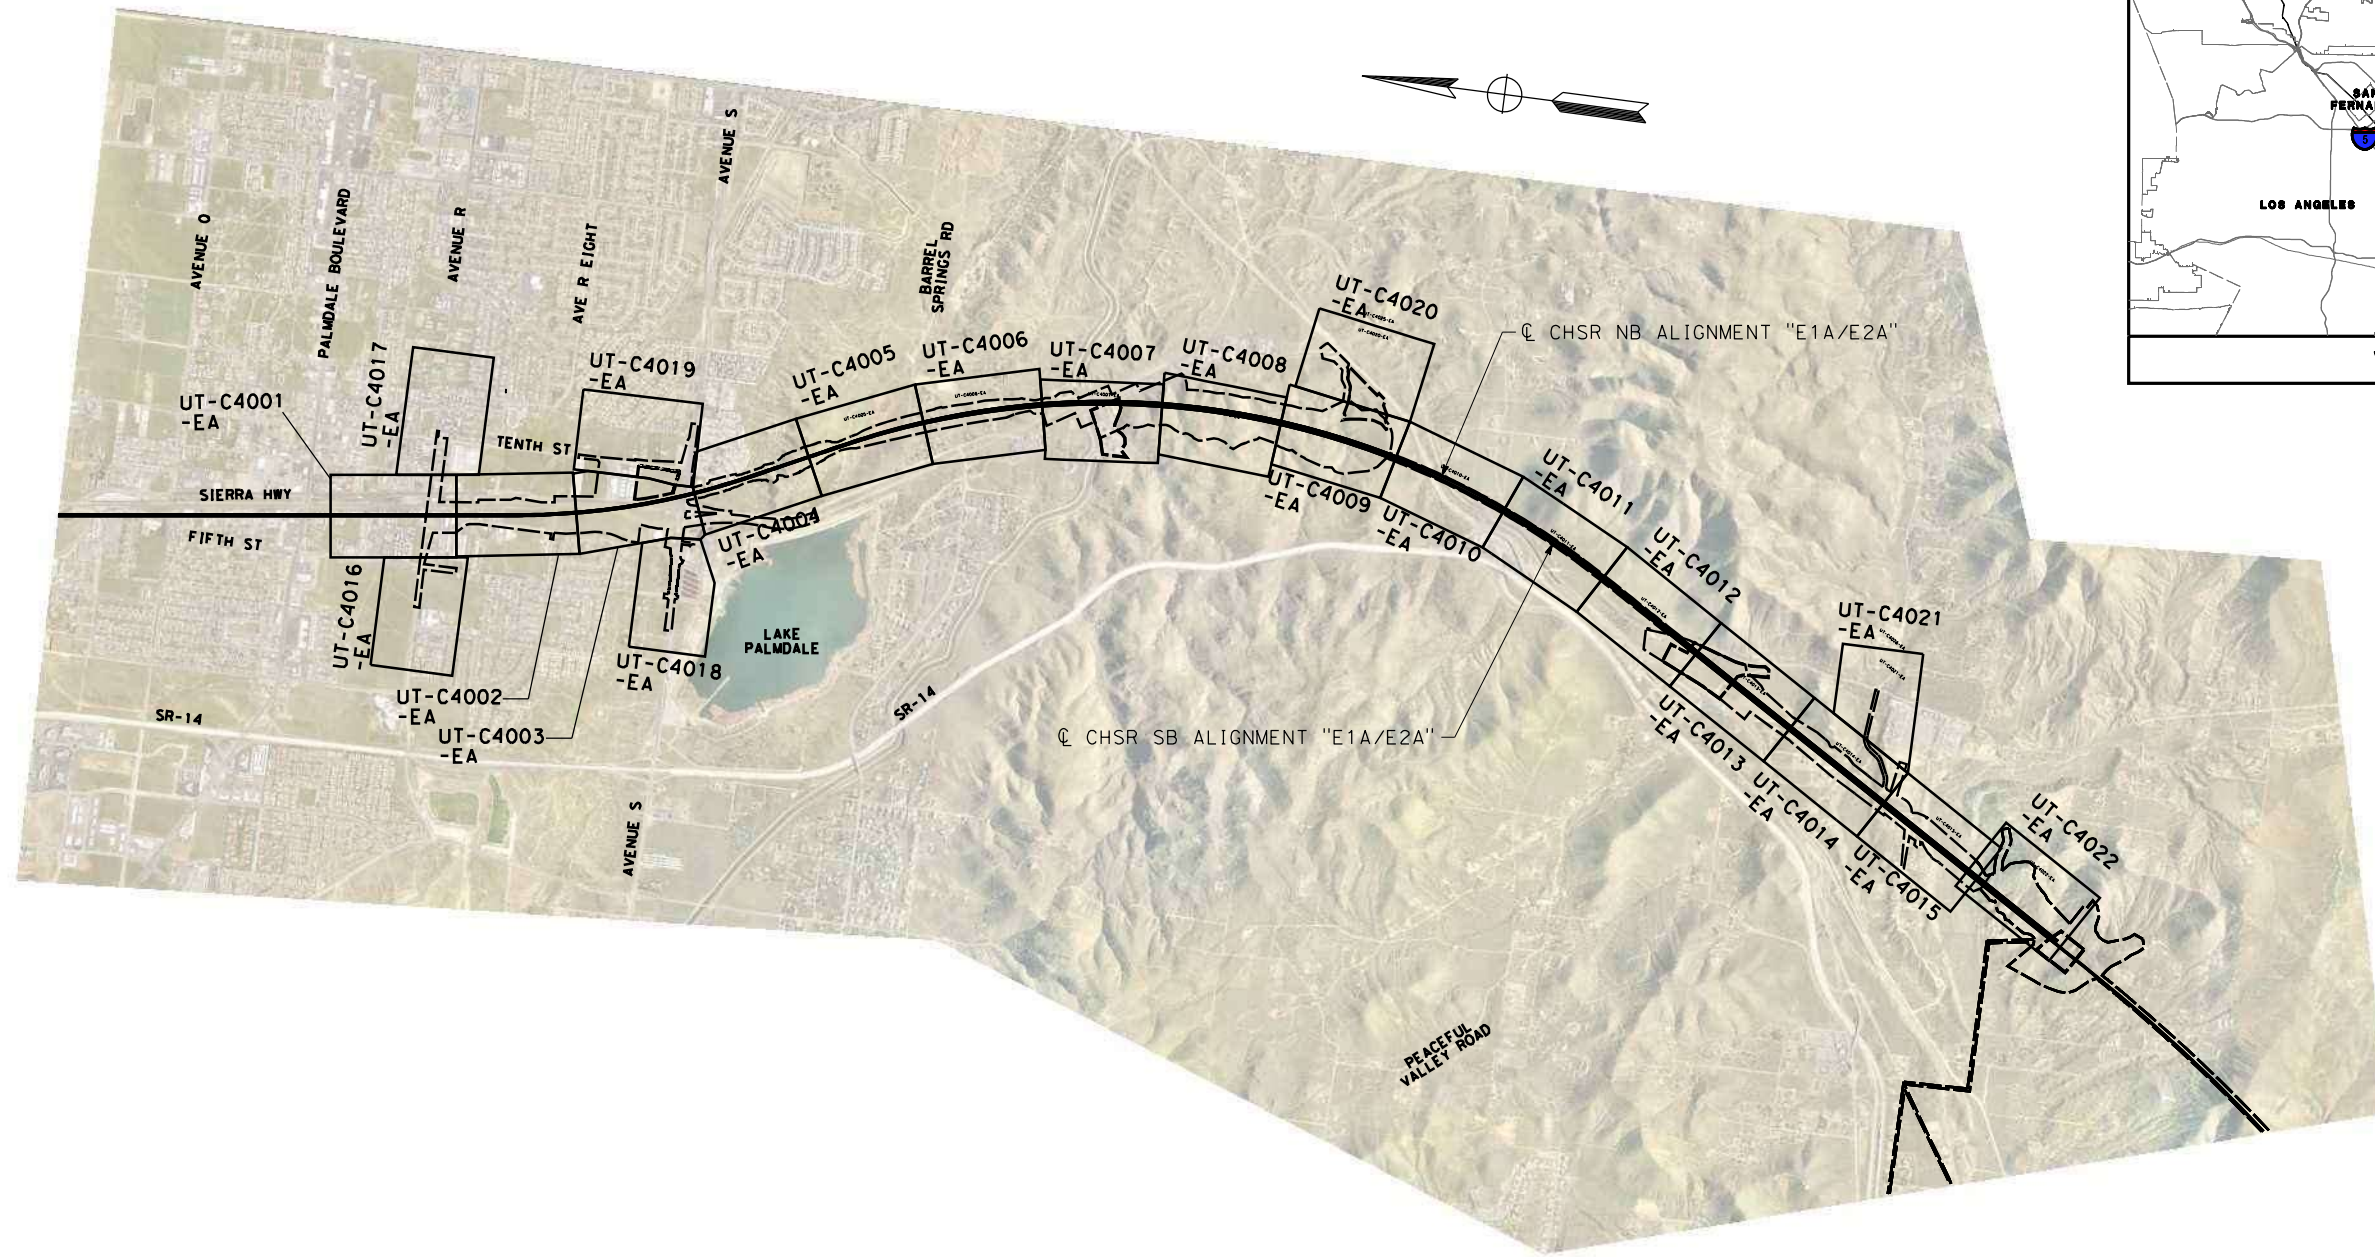 SAN
LOS ANGELES
5
AVENUE S
AVENUE O
PALMDALE BOULEVARD
AVENUE R
AVE R EIGHT
BARREL
SPRINGS RD
UT-C4020
-EA
℄ CHSR NB ALIGNMENT "E1A/E2A"
UT-C4001
-EA
UT-C4017
-EA
UT-C4019
-EA
UT-C4005
-EA
UT-C4006
-EA
UT-C4007
-EA
UT-C4008
-EA
TENTH ST
SIERRA HWY
FIFTH ST
UT-C4004
-EA
UT-C4009
-EA
UT-C4010
-EA
UT-C4011
-EA
UT-C4012
-EA
UT-C4016
-EA
UT-C4018
-EA
LAKE
PALMDALE
UT-C4021
-EA
UT-C4002
-EA
UT-C4003
-EA
SR-14
SR-14
℄ CHSR SB ALIGNMENT "E1A/E2A"
UT-C4013
-EA
UT-C4014
-EA
UT-C4015
-EA
UT-C4022
-EA
AVENUE S
PEACEFUL
VALLEY ROAD